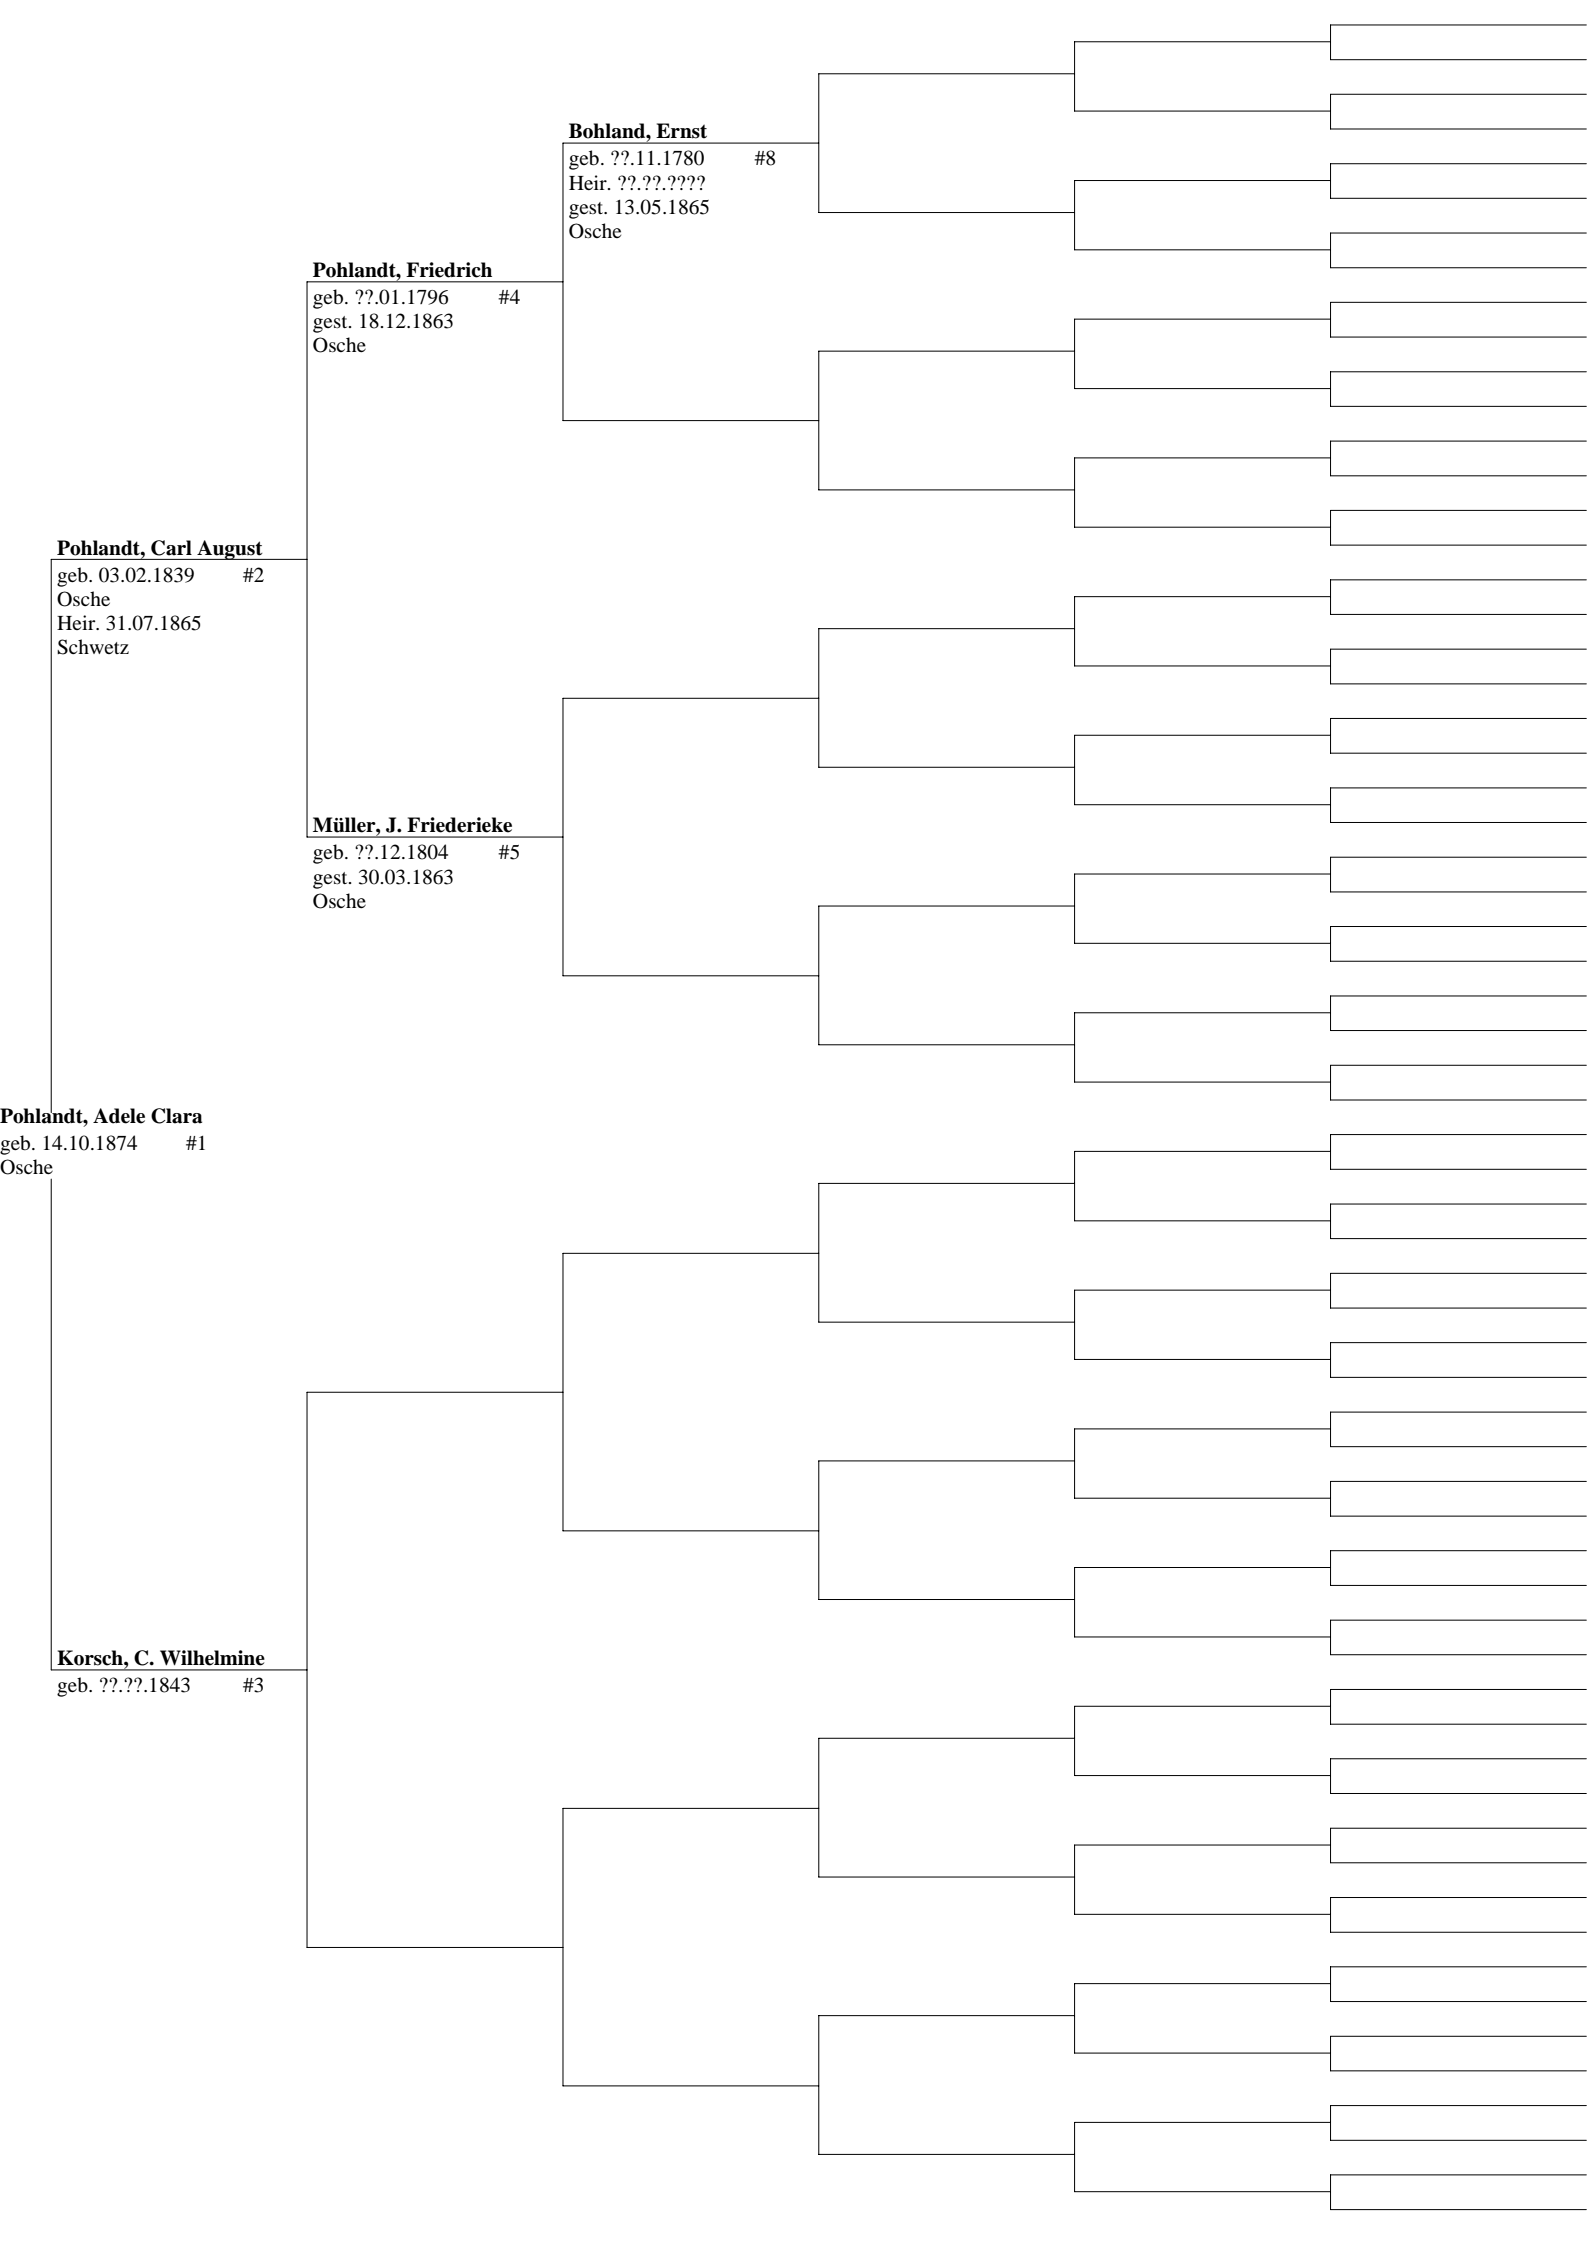 Bohland, Ernst
geb. ??.11.1780 #8
Heir. ??.??.????
gest. 13.05.1865
Osche
Pohlandt, Friedrich
geb. ??.01.1796 #4
gest. 18.12.1863
Osche
Pohlandt, Carl August
geb. 03.02.1839 #2
Osche
Heir. 31.07.1865
Schwetz
Müller, J. Friederieke
geb. ??.12.1804 #5
gest. 30.03.1863
Osche
Pohlandt, Adele Clara
geb. 14.10.1874 #1
Osche
Korsch, C. Wilhelmine
geb. ??.??.1843 #3